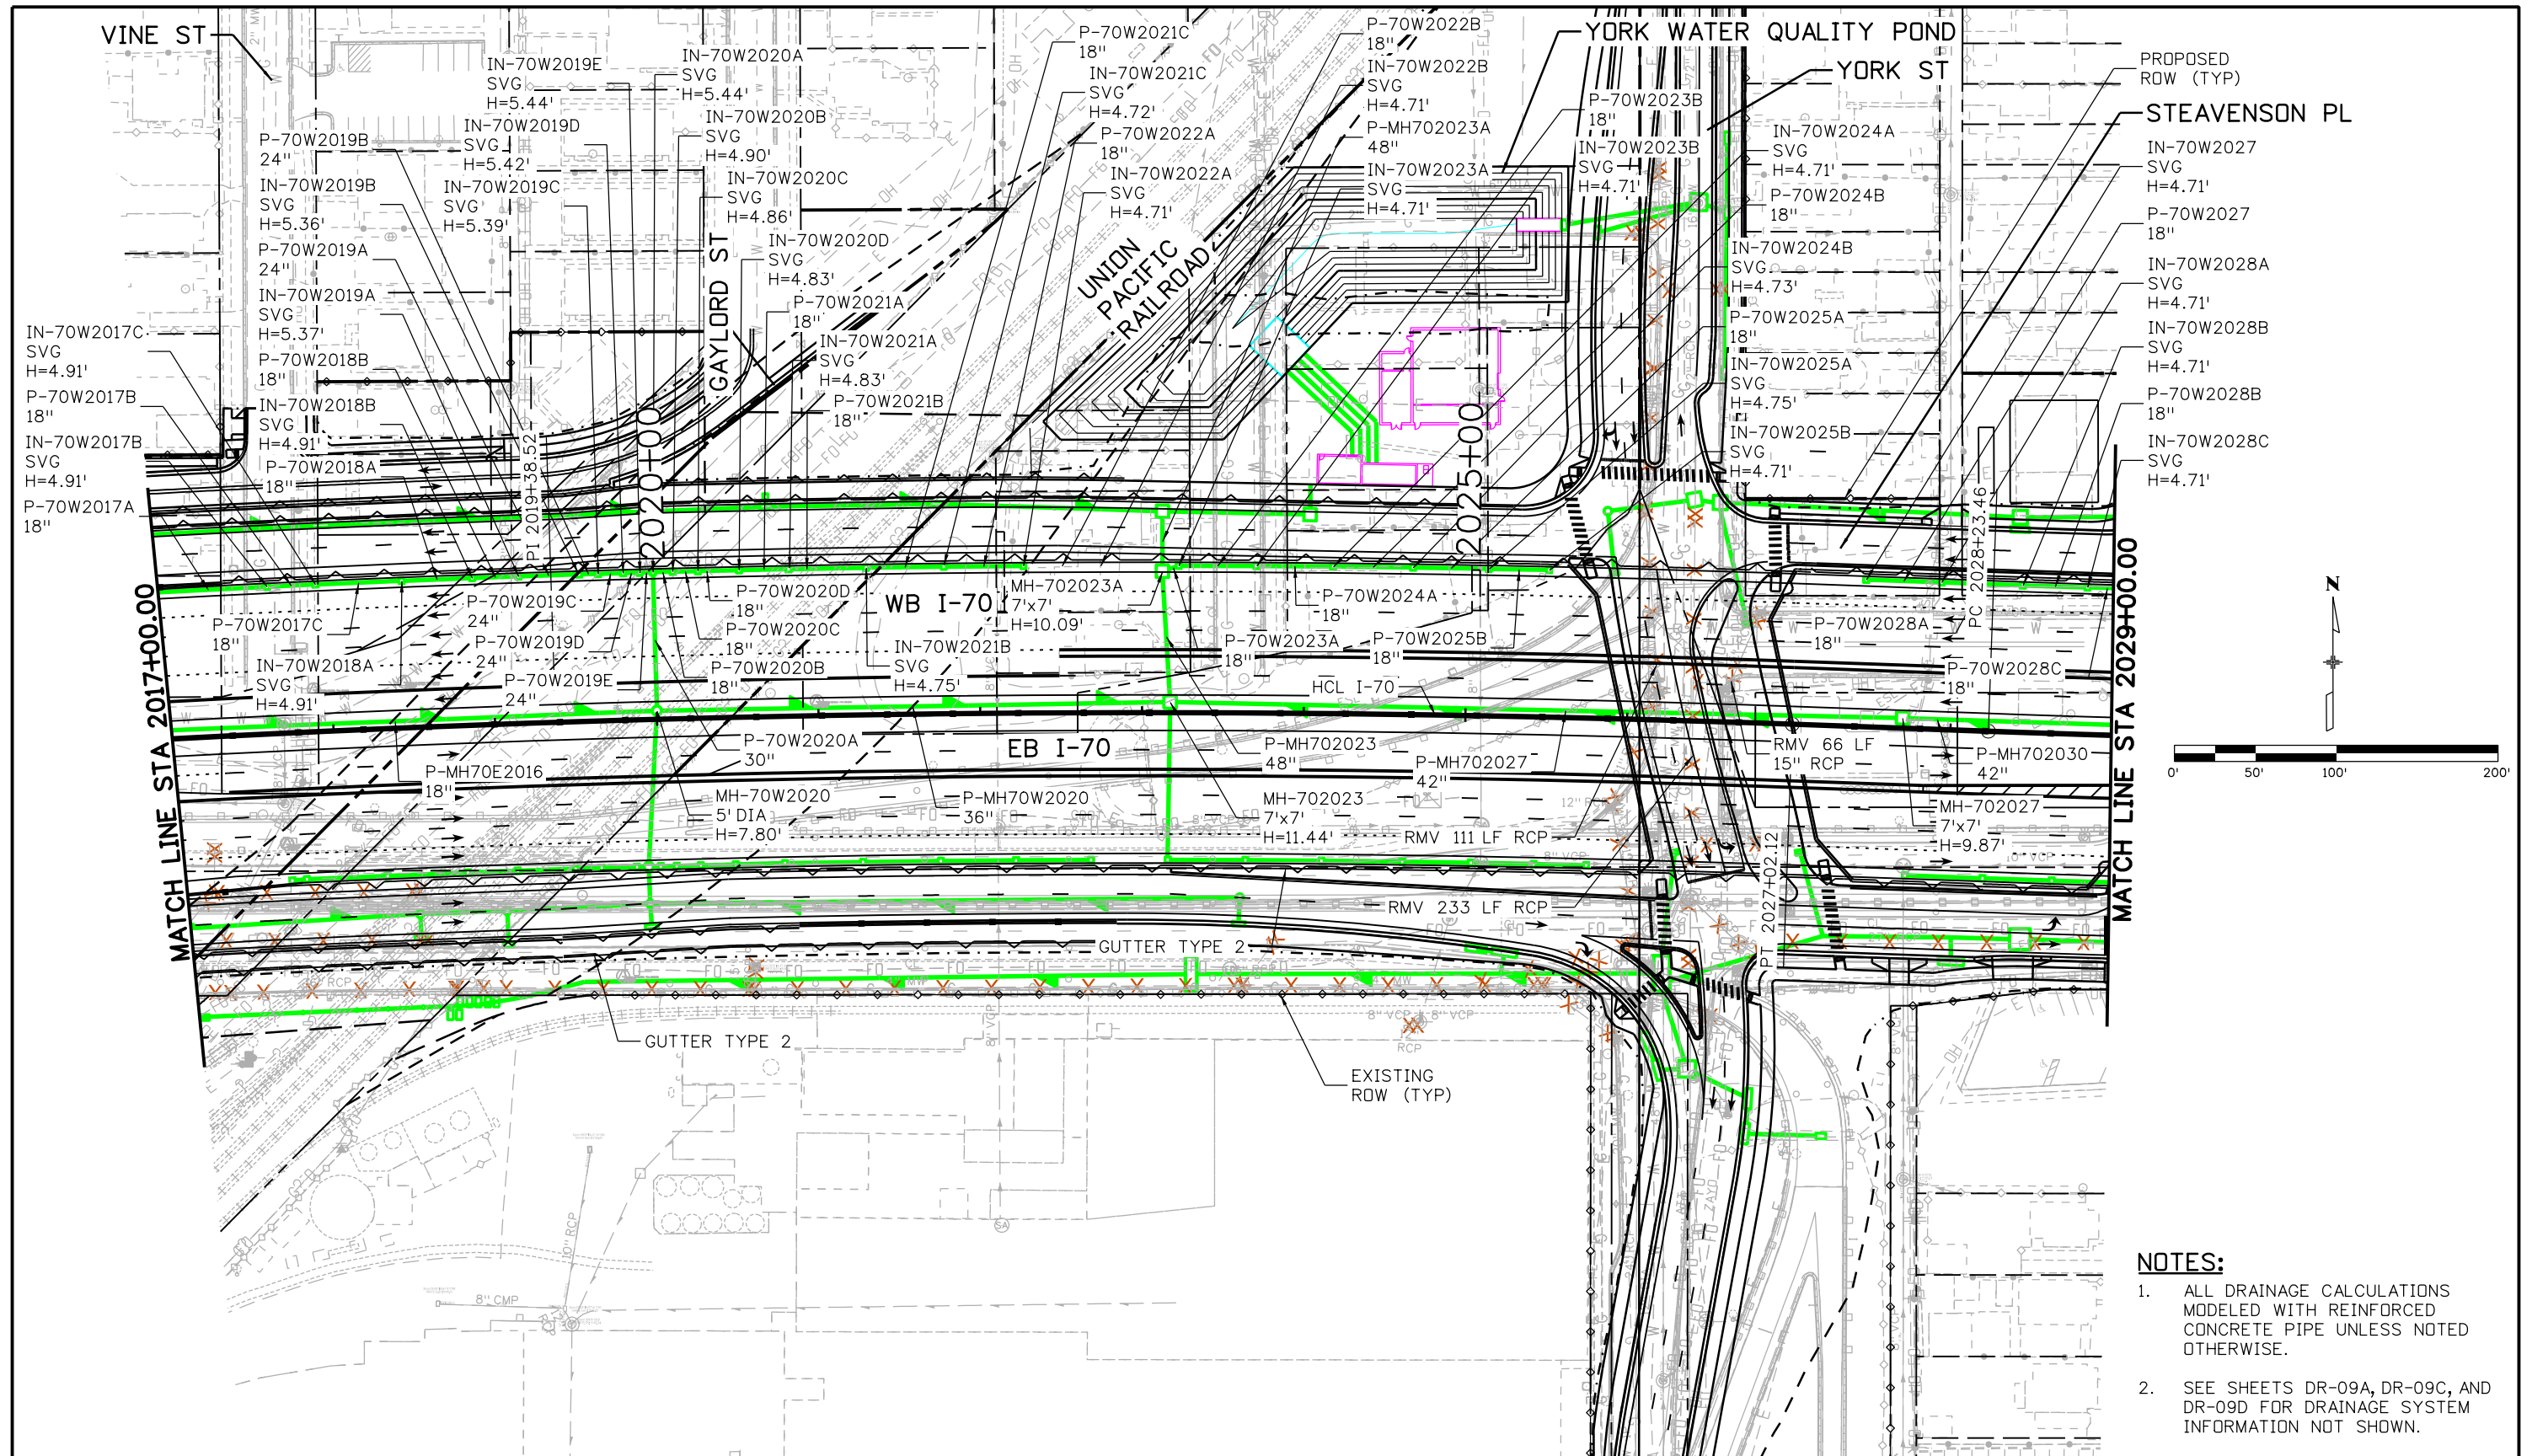 VINE ST
IN-70W2019E
SVG
H=5.44'
IN-70W2020A
SVG
H=5.44'
P-70W2021C
18"
P-70W2022B
18"
YORK WATER QUALITY POND
YORK ST
PROPOSED
ROW (TYP)
STEAVENSON PL
IN-70W2021C
SVG
H=4.72'
IN-70W2022B
SVG
H=4.71'
P-70W2023B
18"
P-70W2019B
24"
IN-70W2019D
SVG
H=5.42'
IN-70W2020B
SVG
H=4.90'
P-70W2022A
18"
P-MH702023A
48"
IN-70W2023B
SVG
H=4.71'
IN-70W2024A
SVG
H=4.71'
IN-70W2027
SVG
H=4.71'
IN-70W2019B
SVG
H=5.36'
IN-70W2019C
SVG
H=5.39'
IN-70W2020C
SVG
H=4.86'
IN-70W2022A
SVG
H=4.71'
IN-70W2023A
SVG
H=4.71'
P-70W2024B
18"
P-70W2027
18"
P-70W2019A
24"
IN-70W2020D
SVG
H=4.83'
GAYLORD ST
UNION
PACIFIC
RAILROAD
IN-70W2024B
SVG
H=4.73'
IN-70W2028A
SVG
H=4.71'
IN-70W2019A
SVG
H=5.37'
P-70W2021A
18"
P-70W2025A
18"
IN-70W2028B
SVG
H=4.71'
IN-70W2017C
SVG
H=4.91'
IN-70W2021A
SVG
H=4.83'
P-70W2018B
18"
IN-70W2025A
SVG
H=4.75'
P-70W2017B
18"
IN-70W2018B
SVG
H=4.91'
P-70W2021B
18"
P-70W2028B
18"
IN-70W2017B
SVG
H=4.91'
IN-70W2025B
SVG
H=4.71'
IN-70W2028C
SVG
H=4.71'
P-70W2018A
18"
P-70W2017A
18"
PI 2019+38.52
2020+00
2025+00
PC 2028+23.46
MATCH LINE STA 2017+00.00
MATCH LINE STA 2029+00.00
P-70W2017C
18"
P-70W2019C
24"
P-70W2020D
18"
WB I-70
MH-702023A
7'x7'
H=10.09'
P-70W2024A
18"
P-70W2028A
18"
N
P-70W2019D
24"
P-70W2020C
18"
IN-70W2018A
SVG
H=4.91'
P-70W2019E
24"
P-70W2020B
18"
IN-70W2021B
SVG
H=4.75'
P-70W2023A
18"
P-70W2025B
18"
P-70W2028C
18"
HCL I-70
P-MH70E2016
18"
P-70W2020A
30"
EB I-70
P-MH702023
48"
P-MH702027
42"
RMV 66 LF
15" RCP
P-MH702030
42"
0' 50' 100' 200'
MH-70W2020
5' DIA
H=7.80'
P-MH70W2020
36"
MH-702023
7'x7'
H=11.44'
RMV 111 LF RCP
MH-702027
7'x7'
H=9.87'
PT 2027+02.12
RMV 233 LF RCP
GUTTER TYPE 2
GUTTER TYPE 2
EXISTING
ROW (TYP)
8" VCP
8" VCP
RCP
10" RCP
8" CMP
NOTES:
1. ALL DRAINAGE CALCULATIONS
MODELED WITH REINFORCED
CONCRETE PIPE UNLESS NOTED
OTHERWISE.
2. SEE SHEETS DR-09A, DR-09C, AND
DR-09D FOR DRAINAGE SYSTEM
INFORMATION NOT SHOWN.